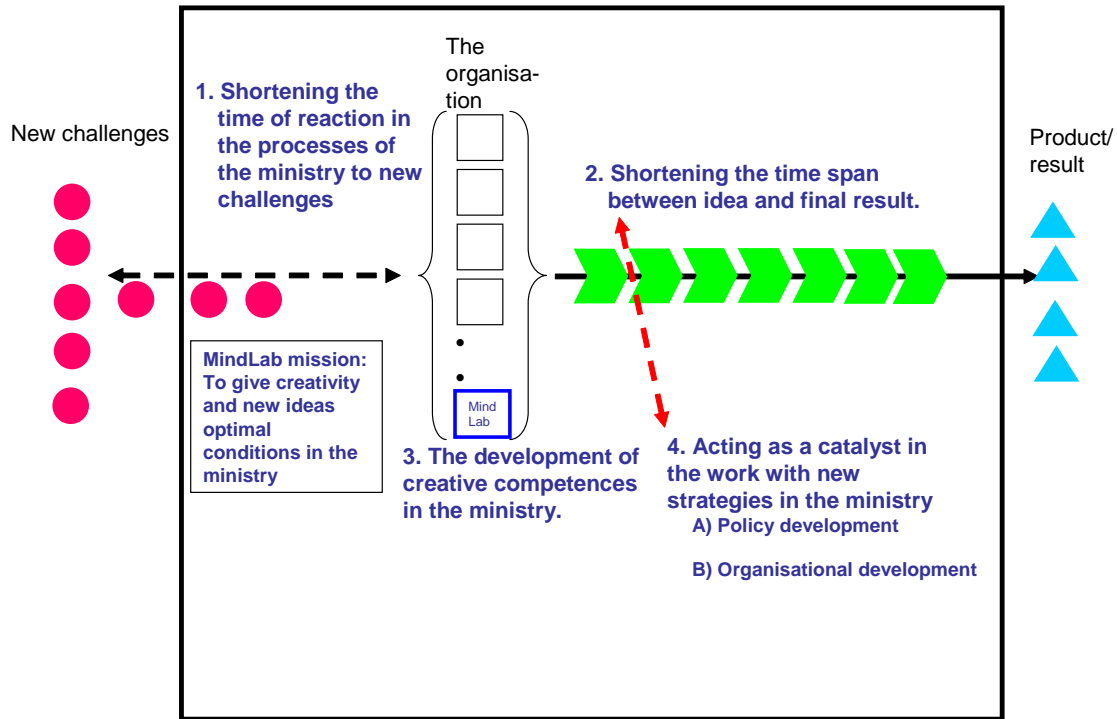 The
organisa-
tion
1. Shortening the
time of reaction in
the processes of
the ministry to new
challenges
New challenges
Product/
result
2. Shortening the time span
between idea and final result.
MindLab mission:
To give creativity
and new ideas
optimal
conditions in the
ministry
Mind
Lab
3. The development of
creative competences
in the ministry.
4. Acting as a catalyst in
the work with new
strategies in the ministry
A) Policy development
B) Organisational development